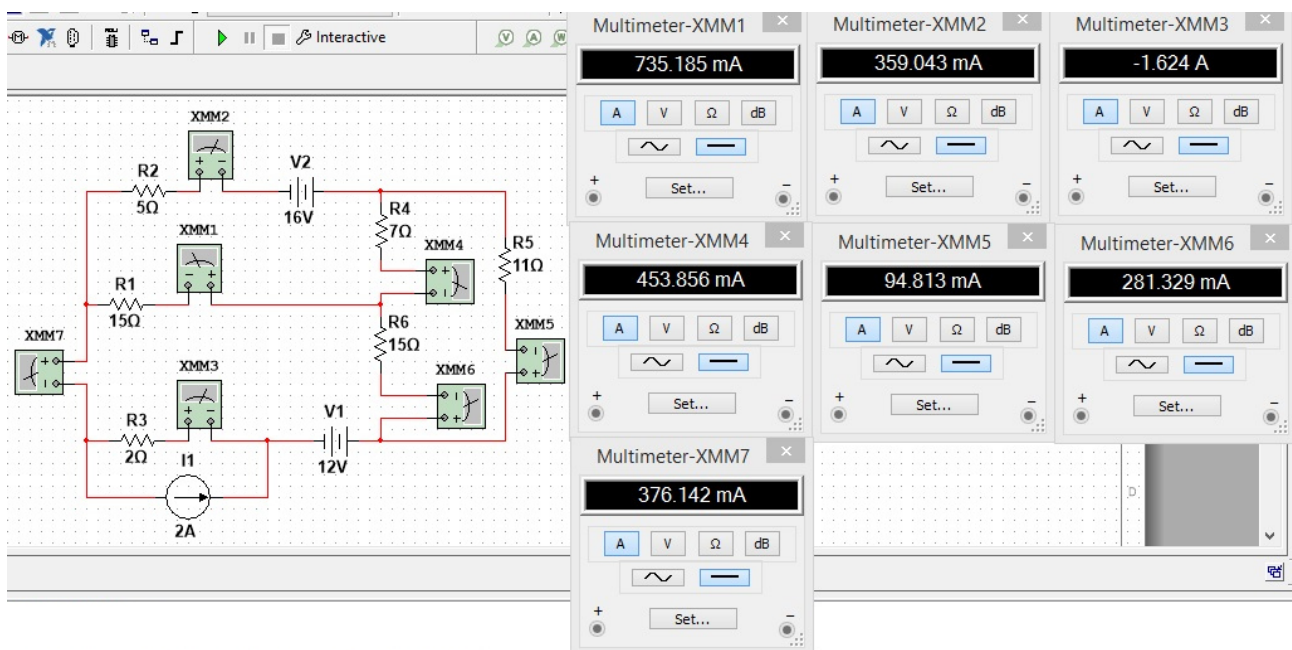 Interactive
V A W
Multimeter-XMM1
735.185 mA
A V Ω dB
+ Set... −
Multimeter-XMM2
359.043 mA
A V Ω dB
+ Set... −
Multimeter-XMM3
-1.624 A
A V Ω dB
+ Set... −
Multimeter-XMM4
453.856 mA
A V Ω dB
+ Set... −
Multimeter-XMM5
94.813 mA
A V Ω dB
+ Set... −
Multimeter-XMM6
281.329 mA
A V Ω dB
+ Set... −
Multimeter-XMM7
376.142 mA
A V Ω dB
+ Set... −
XMM2
R2
5Ω
V2
16V
R4
7Ω
XMM1
XMM4
R5
11Ω
R1
15Ω
R6
15Ω
XMM5
XMM7
XMM3
XMM6
R3
2Ω
V1
12V
I1
2A
D